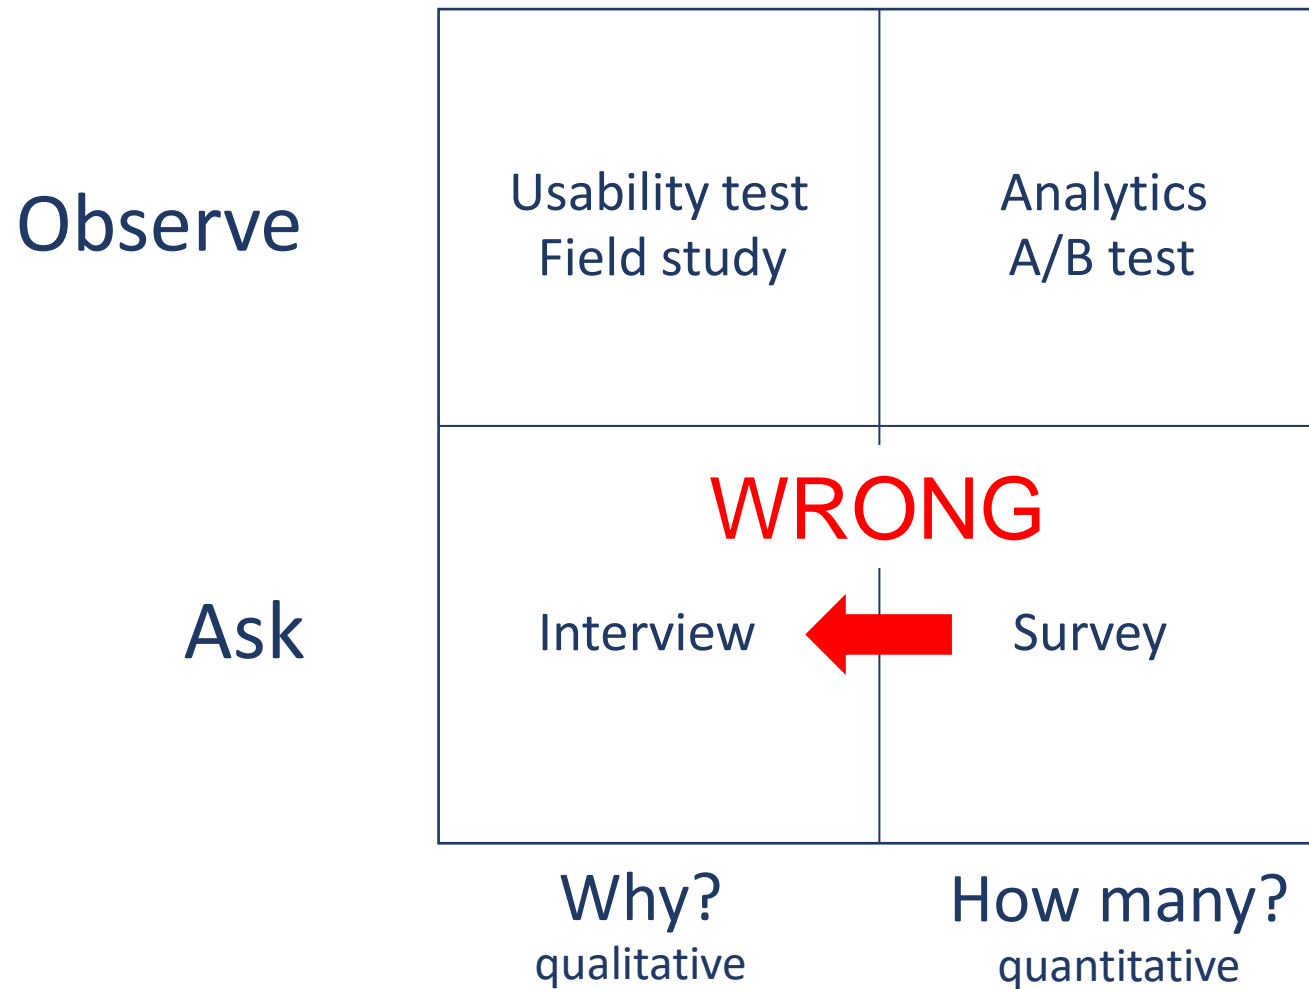 Observe
Usability test
Field study
Analytics
A/B test
WRONG
Ask
Interview
Survey
Why?
qualitative
How many?
quantitative